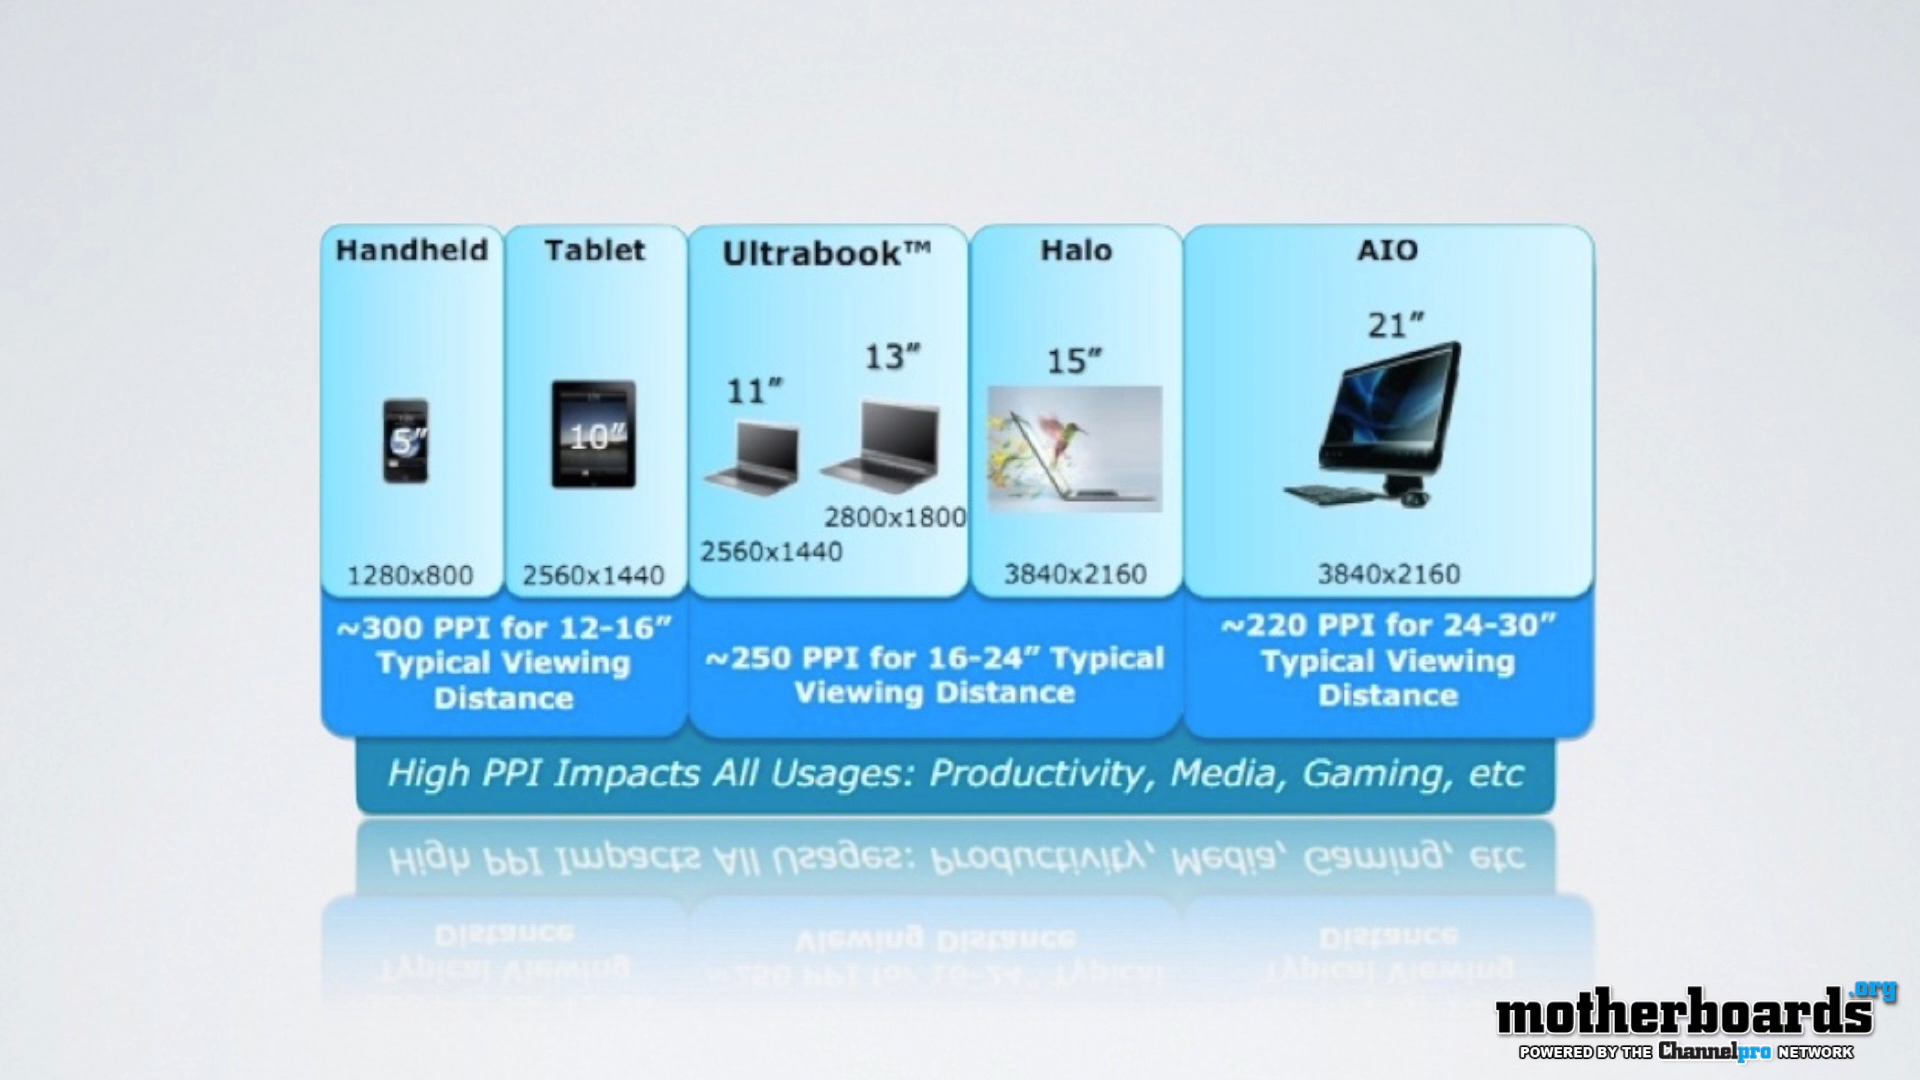 Handheld
Tablet
Ultrabook™
Halo
AIO
5”
10”
11”
13”
15”
21”
1280x800
2560x1440
2560x1440
2800x1800
3840x2160
3840x2160
~300 PPI for 12-16”
Typical Viewing
Distance
~250 PPI for 16-24” Typical
Viewing Distance
~220 PPI for 24-30”
Typical Viewing
Distance
High PPI Impacts All Usages: Productivity, Media, Gaming, etc
motherboards.org
POWERED BY THE Channelpro NETWORK